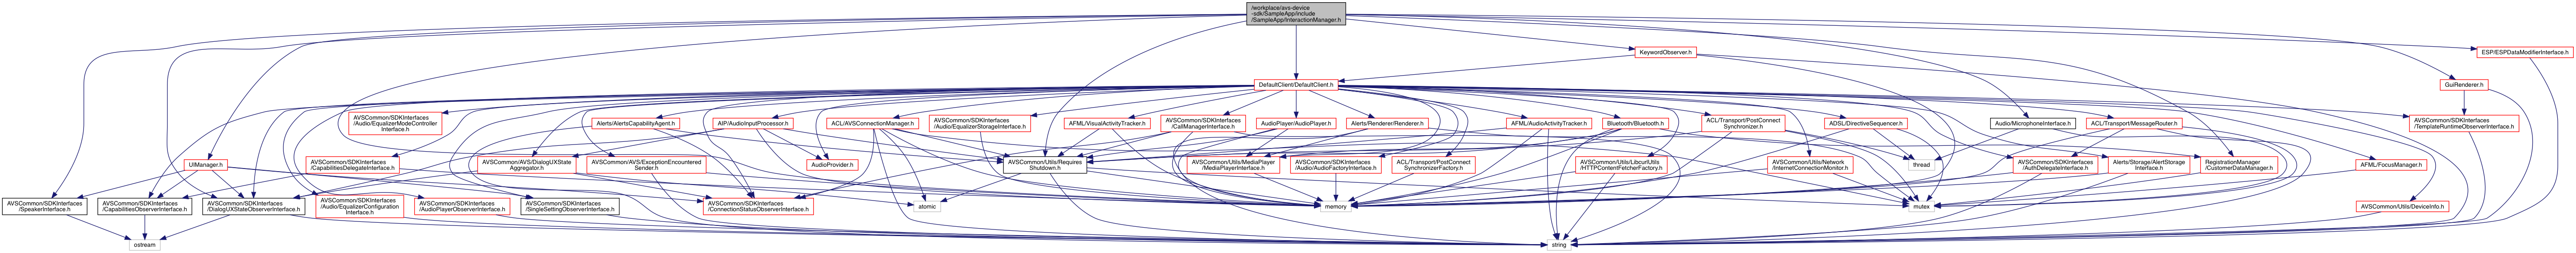 /workplace/avs-device
-sdk/SampleApp/include
/SampleApp/InteractionManager.h
KeywordObserver.h
ESP/ESPDataModifierInterface.h
DefaultClient/DefaultClient.h
GuiRenderer.h
AVSCommon/SDKInterfaces
/Audio/EqualizerModeController
Interface.h
Alerts/AlertsCapabilityAgent.h
AIP/AudioInputProcessor.h
ACL/AVSConnectionManager.h
AVSCommon/SDKInterfaces
/Audio/EqualizerStorageInterface.h
AFML/VisualActivityTracker.h
AVSCommon/SDKInterfaces
/CallManagerInterface.h
AudioPlayer/AudioPlayer.h
Alerts/Renderer/Renderer.h
AFML/AudioActivityTracker.h
Bluetooth/Bluetooth.h
ACL/Transport/PostConnect
Synchronizer.h
ADSL/DirectiveSequencer.h
Audio/MicrophoneInterface.h
ACL/Transport/MessageRouter.h
AVSCommon/SDKInterfaces
/TemplateRuntimeObserverInterface.h
UIManager.h
AVSCommon/SDKInterfaces
/CapabilitiesDelegateInterface.h
AVSCommon/AVS/DialogUXState
Aggregator.h
AVSCommon/AVS/ExceptionEncountered
Sender.h
AudioProvider.h
AVSCommon/Utils/Requires
Shutdown.h
AVSCommon/Utils/MediaPlayer
/MediaPlayerInterface.h
AVSCommon/SDKInterfaces
/Audio/AudioFactoryInterface.h
ACL/Transport/PostConnect
SynchronizerFactory.h
AVSCommon/Utils/LibcurlUtils
/HTTPContentFetcherFactory.h
AVSCommon/Utils/Network
/InternetConnectionMonitor.h
thread
AVSCommon/SDKInterfaces
/AuthDelegateInterface.h
Alerts/Storage/AlertStorage
Interface.h
RegistrationManager
/CustomerDataManager.h
AFML/FocusManager.h
AVSCommon/SDKInterfaces
/SpeakerInterface.h
AVSCommon/SDKInterfaces
/CapabilitiesObserverInterface.h
AVSCommon/SDKInterfaces
/DialogUXStateObserverInterface.h
AVSCommon/SDKInterfaces
/Audio/EqualizerConfiguration
Interface.h
AVSCommon/SDKInterfaces
/AudioPlayerObserverInterface.h
AVSCommon/SDKInterfaces
/SingleSettingObserverInterface.h
AVSCommon/SDKInterfaces
/ConnectionStatusObserverInterface.h
atomic
memory
mutex
AVSCommon/Utils/DeviceInfo.h
ostream
string